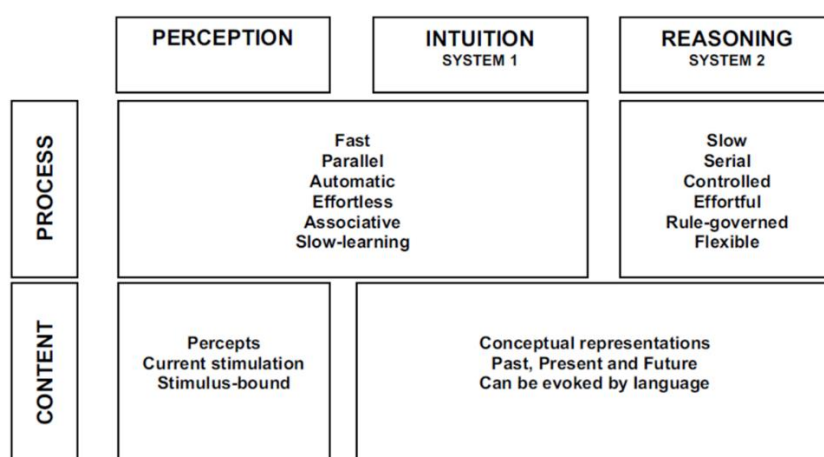 PERCEPTION
INTUITION
SYSTEM 1
REASONING
SYSTEM 2
PROCESS
Fast
Parallel
Automatic
Effortless
Associative
Slow-learning
Slow
Serial
Controlled
Effortful
Rule-governed
Flexible
CONTENT
Percepts
Current stimulation
Stimulus-bound
Conceptual representations
Past, Present and Future
Can be evoked by language